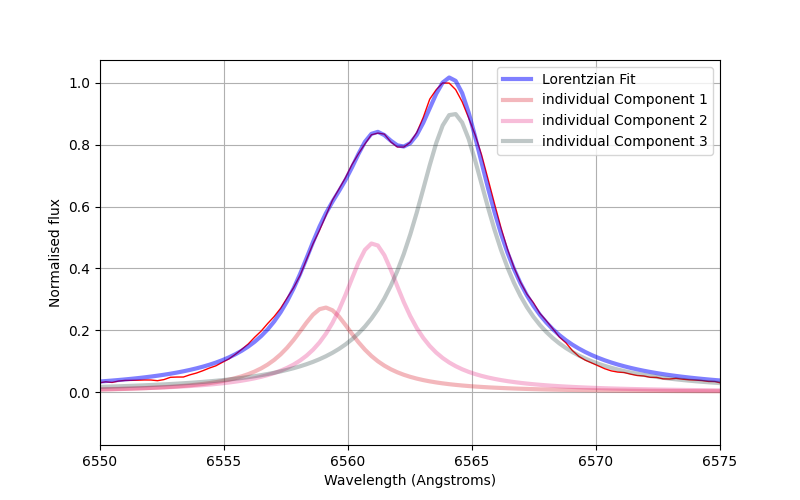 Normalised flux
1.0
0.8
0.6
0.4
0.2
0.0
Lorentzian Fit
individual Component 1
individual Component 2
individual Component 3
6550
6555
6560
6565
6570
6575
Wavelength (Angstroms)